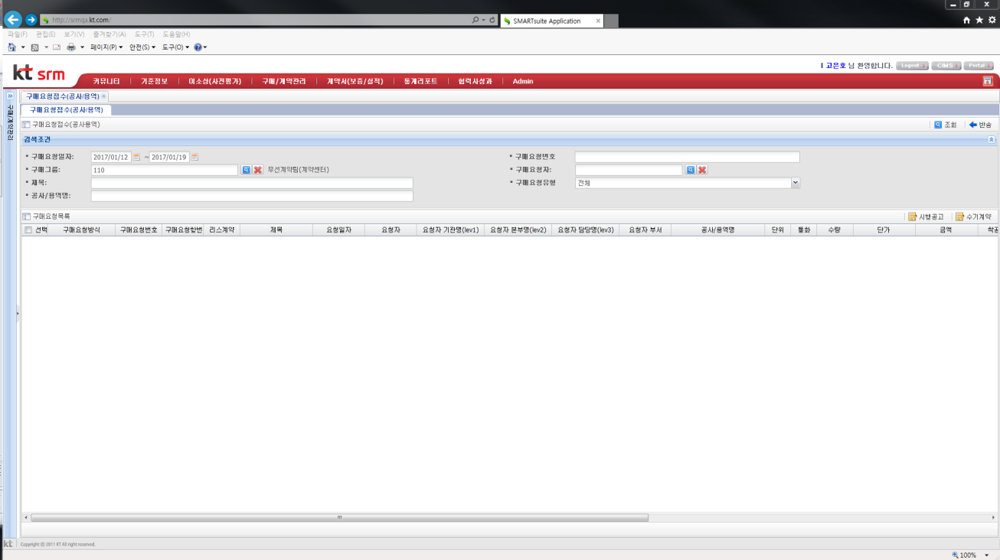 http://srmqa.kt.com/
SMARTsuite Application
파일(F) 편집(E) 보기(V) 즐겨찾기(A) 도구(T) 도움말(H)
페이지(P) 안전(S) 도구(O)
kt srm
고은호 님 환영합니다. Logout CIMS Portal
커뮤니티 기준정보 이소싱(사전평가) 구매/계약관리 계약서(보증/실적) 통계리포트 협력사성과 Admin
구매요청접수(공사/용역)
구매/계약관리
구매요청접수(공사/용역)
구매요청접수(공사용역) 조회 반송
검색조건
구매요청일자: 2017/01/12 ~ 2017/01/19 구매요청번호
구매그룹: 110 무선계약팀(계약센터) 구매요청자:
제목: 구매요청유형 전체
공사/용역명:
구매요청목록 시행공고 수기계약
선택 구매요청방식 구매요청번호 구매요청항번 리스계약 제목 요청일자 요청자 요청자 기관명(lev1) 요청자 본부명(lev2) 요청자 담당명(lev3) 요청자 부서 공사/용역명 단위 통화 수량 단가 금액
kt Copyright ⓒ 2011 KT All right reserved.
100%